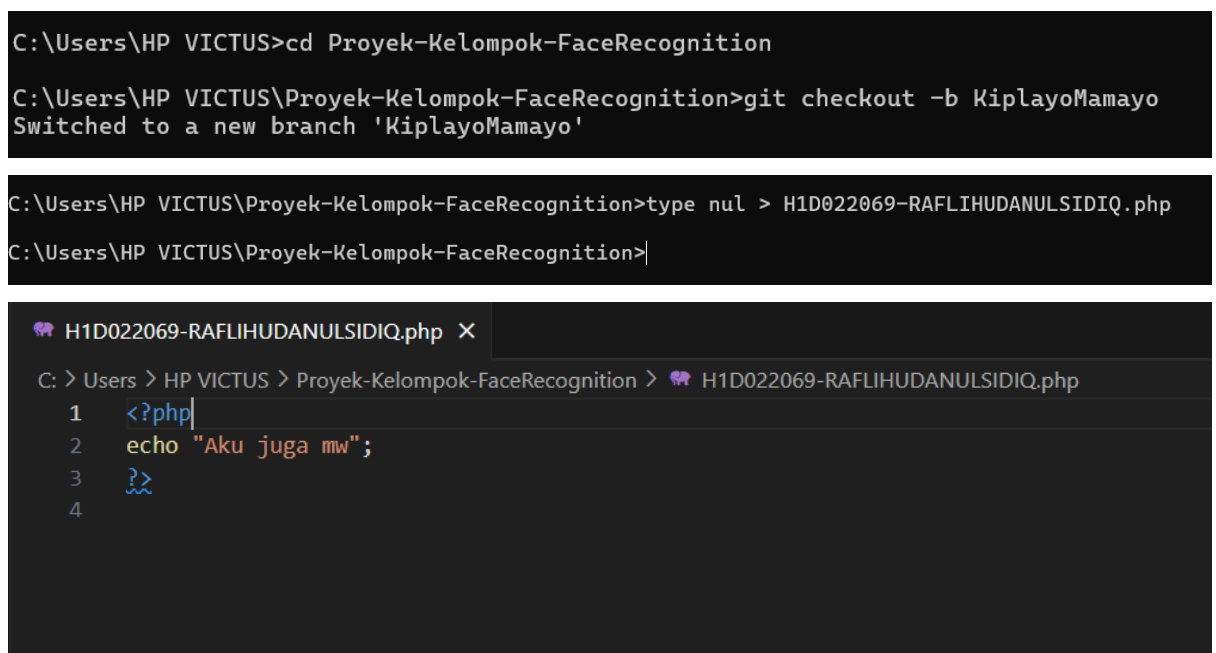 C:\Users\HP VICTUS>cd Proyek-Kelompok-FaceRecognition
C:\Users\HP VICTUS\Proyek-Kelompok-FaceRecognition>git checkout -b KiplayoMamayo
Switched to a new branch 'KiplayoMamayo'
C:\Users\HP VICTUS\Proyek-Kelompok-FaceRecognition>type nul > H1D022069-RAFLIHUDANULSIDIQ.php
C:\Users\HP VICTUS\Proyek-Kelompok-FaceRecognition>
H1D022069-RAFLIHUDANULSIDIQ.php
C: > Users > HP VICTUS > Proyek-Kelompok-FaceRecognition > H1D022069-RAFLIHUDANULSIDIQ.php
1 <?php
2 echo "Aku juga mw";
3 ?>
4